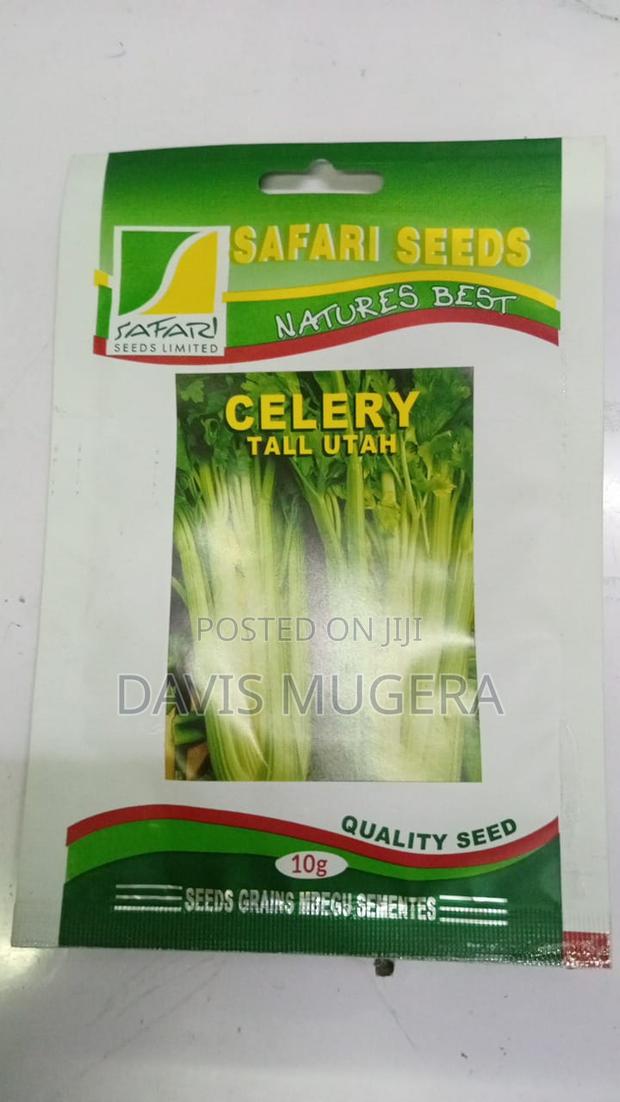 SAFARI SEEDS
NATURES BEST
SAFARI
SEEDS LIMITED
CELERY
TALL UTAH
POSTED ON JIJI
DAVIS MUGERA
QUALITY SEED
10g
SEEDS GRAINS MBEGU SEMENTES